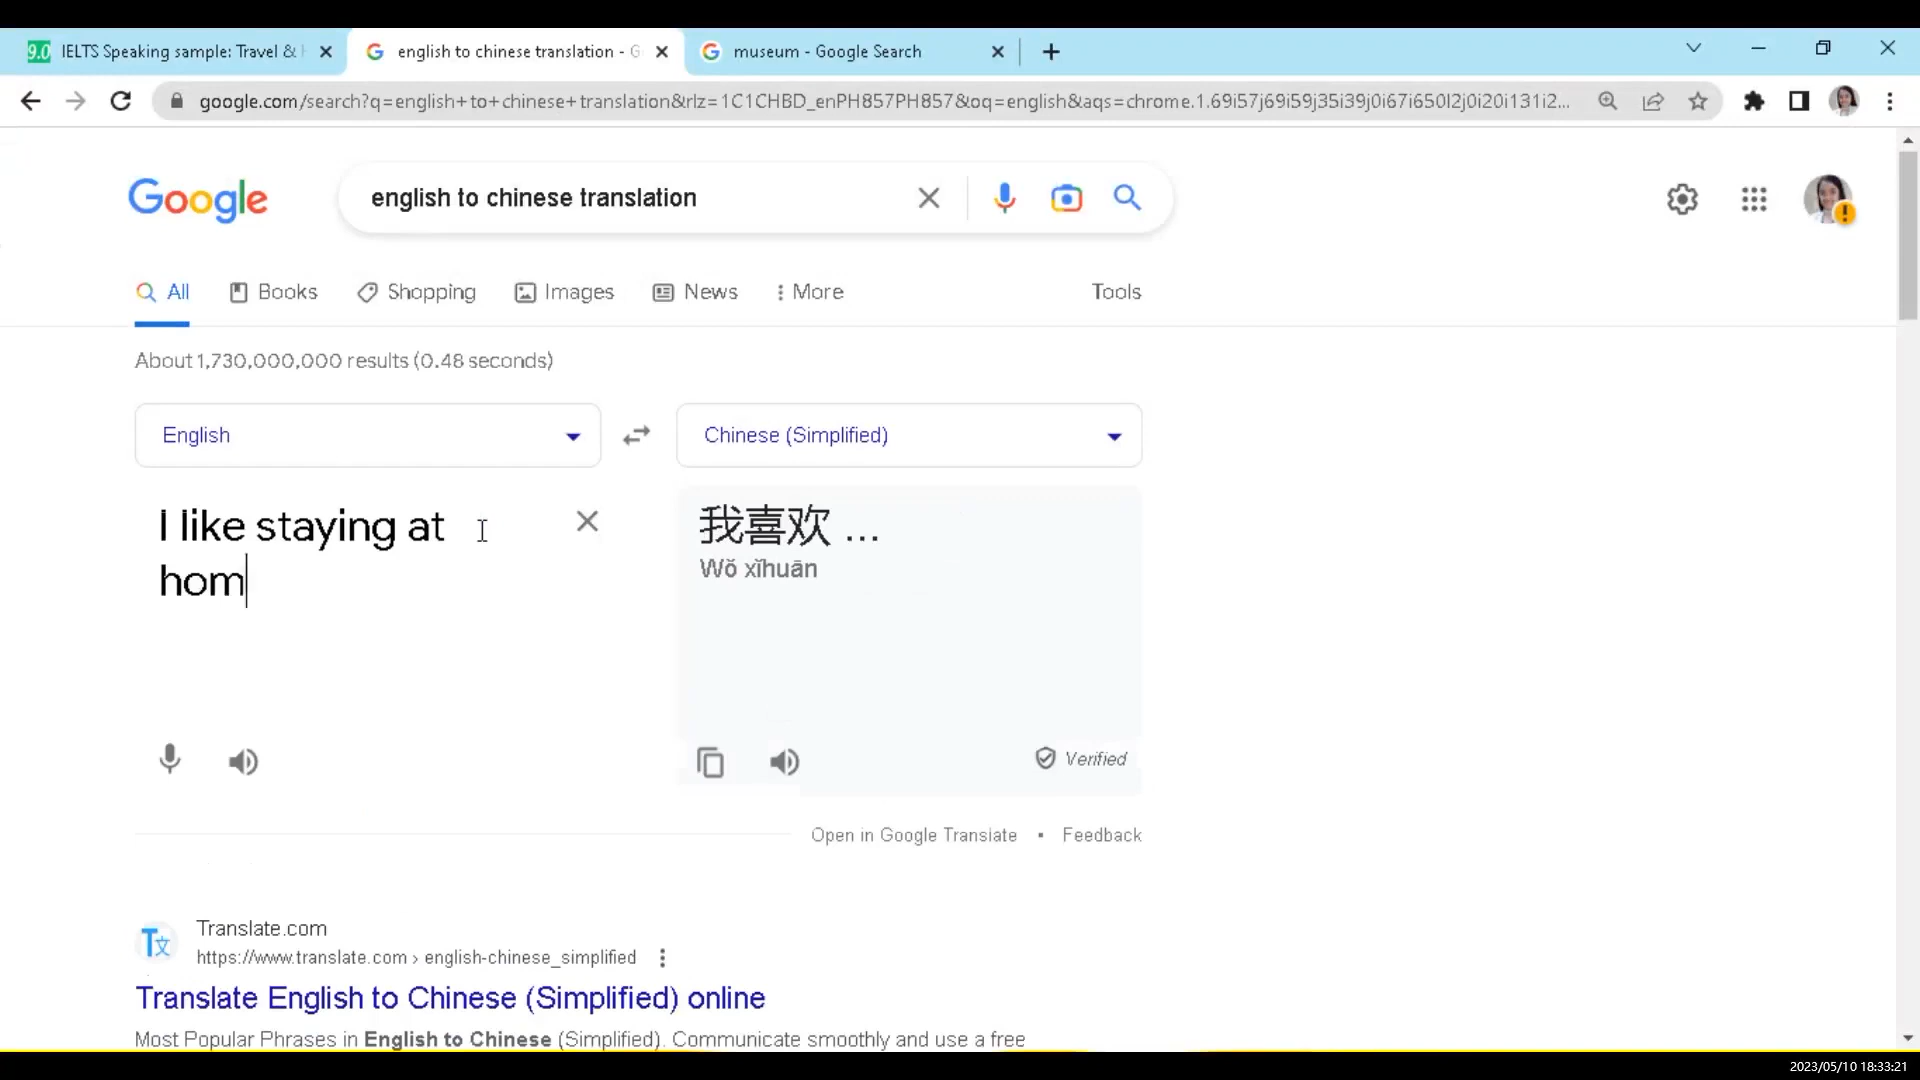 9.0 IELTS Speaking sample: Travel &
english to chinese translation - G
museum - Google Search
google.com/search?q=english+to+chinese+translation&rlz=1C1CHBD_enPH857PH857&oq=english&aqs=chrome.1.69i57j69i59j35i39j0i67i650l2j0i20i131i2...
Google
english to chinese translation
All
Books
Shopping
Images
News
More
Tools
About 1,730,000,000 results (0.48 seconds)
English
Chinese (Simplified)
I like staying at
hom
我喜欢 ...
Wǒ xǐhuān
Verified
Open in Google Translate • Feedback
Translate.com
https://www.translate.com › english-chinese_simplified
Translate English to Chinese (Simplified) online
Most Popular Phrases in English to Chinese (Simplified). Communicate smoothly and use a free
2023/05/10 18:33:21